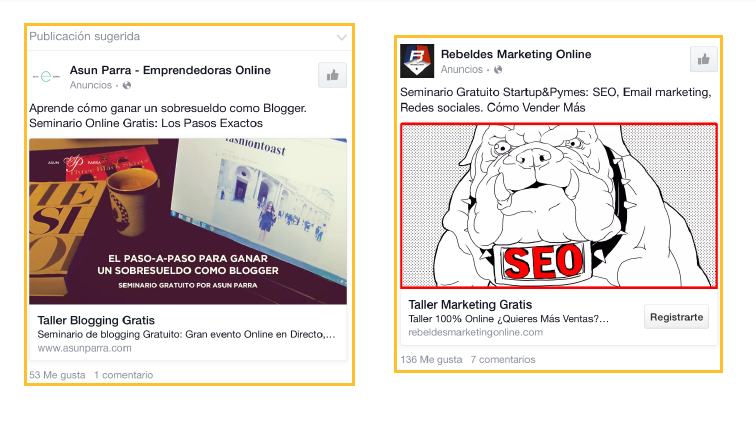 Publicación sugerida
Asun Parra - Emprendedoras Online
Anuncios ·
Aprende cómo ganar un sobresueldo como Blogger.
Seminario Online Gratis: Los Pasos Exactos
fashiontoast
ASUN SP PARRA
EL PASO-A-PASO PARA GANAR
UN SOBRESUELDO COMO BLOGGER
SEMINARIO GRATUITO POR ASUN PARRA
Taller Blogging Gratis
Seminario de blogging Gratuito: Gran evento Online en Directo,...
www.asunparra.com
53 Me gusta 1 comentario
Rebeldes Marketing Online
Anuncios ·
Seminario Gratuito Startup&Pymes: SEO, Email marketing,
Redes sociales. Cómo Vender Más
SEO
Taller Marketing Gratis
Taller 100% Online ¿Quieres Más Ventas?...
rebeldesmarketingonline.com
Registrarte
136 Me gusta 7 comentarios